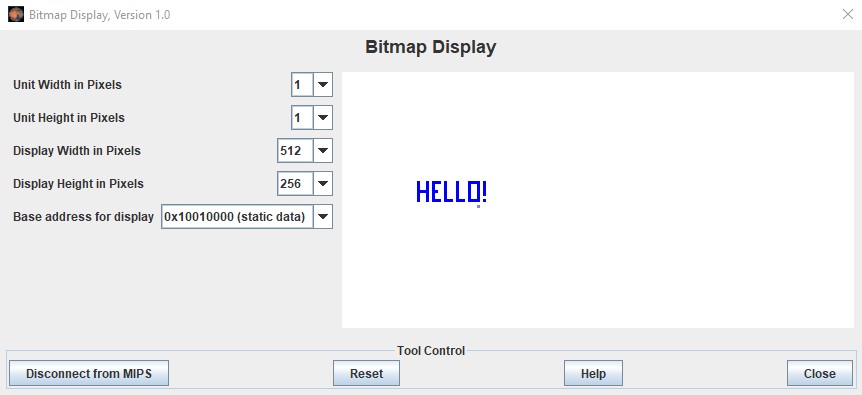 Bitmap Display, Version 1.0
Bitmap Display
Unit Width in Pixels 1
Unit Height in Pixels 1
Display Width in Pixels 512
Display Height in Pixels 256
Base address for display 0x10010000 (static data)
HELLO!
Tool Control
Disconnect from MIPS Reset Help Close